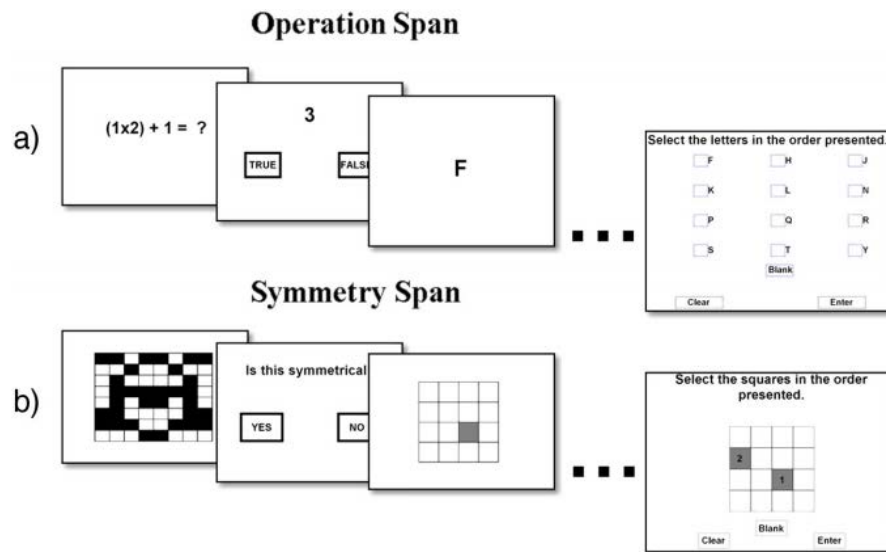 Operation Span
a)
(1x2) + 1 = ?
3
TRUE
FALSE
F
Select the letters in the order presented.
F H J
K L N
P Q R
S T Y
Blank
Clear Enter
Symmetry Span
b)
Is this symmetrical
YES NO
Select the squares in the order
presented.
2
1
Blank
Clear Enter